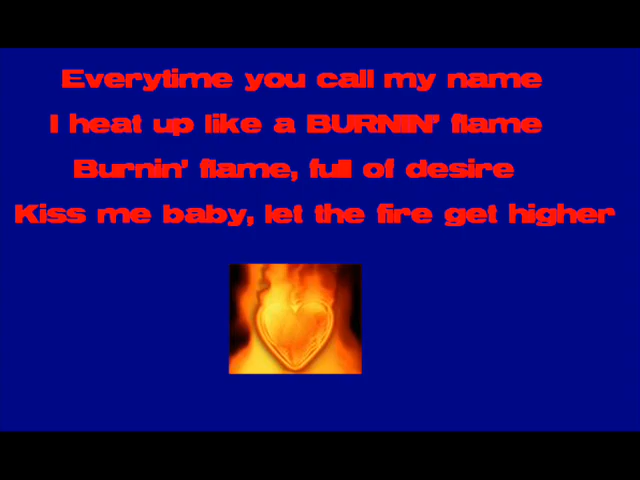 Everytime you call my name
I heat up like a BURNIN' flame
Burnin' flame, full of desire
Kiss me baby, let the fire get higher